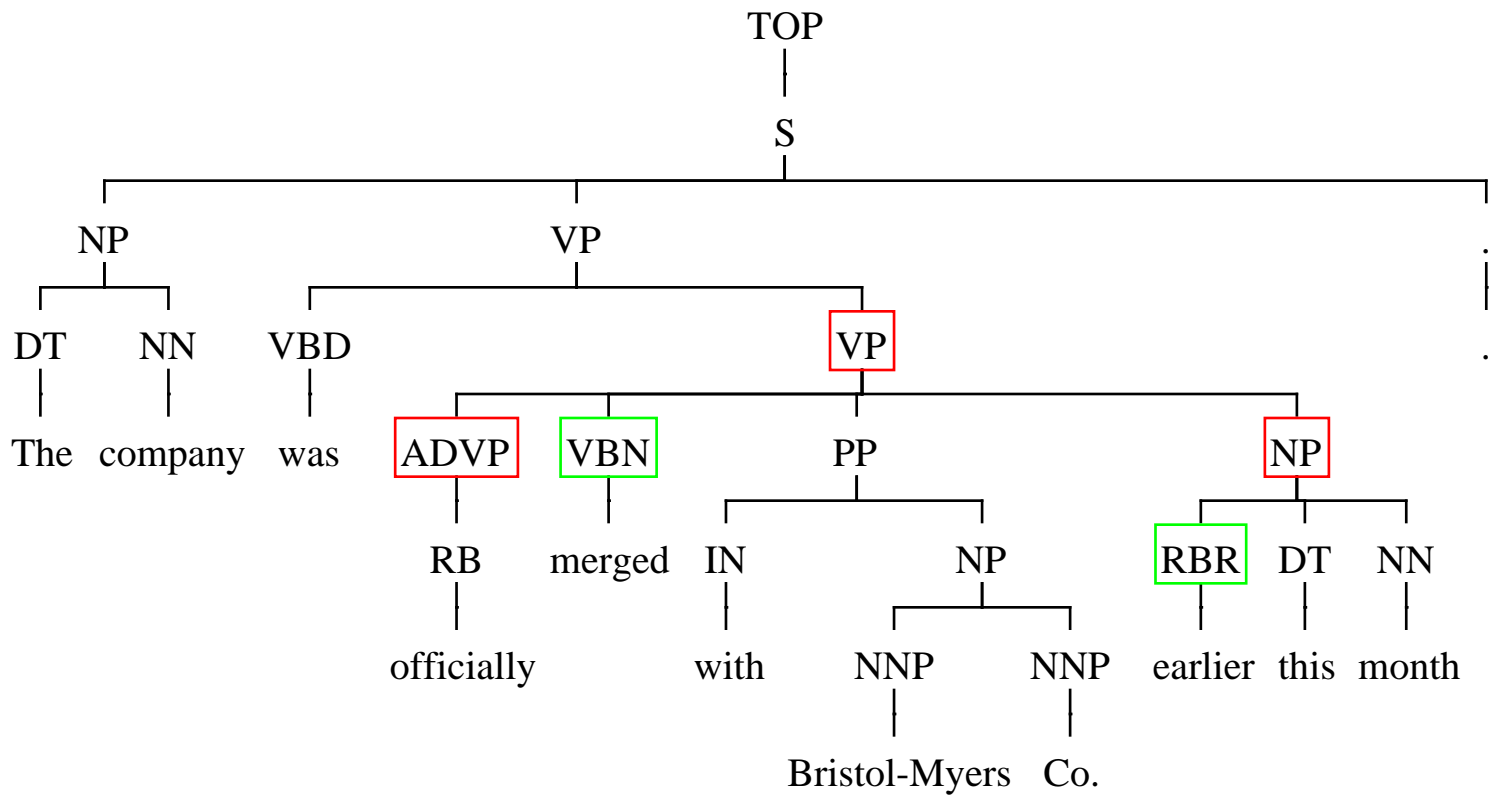 TOP
S
NP VP .
DT NN VBD VP .
The company was ADVP VBN PP NP
RB merged IN NP RBR DT NN
officially with NNP NNP earlier this month
Bristol-Myers Co.